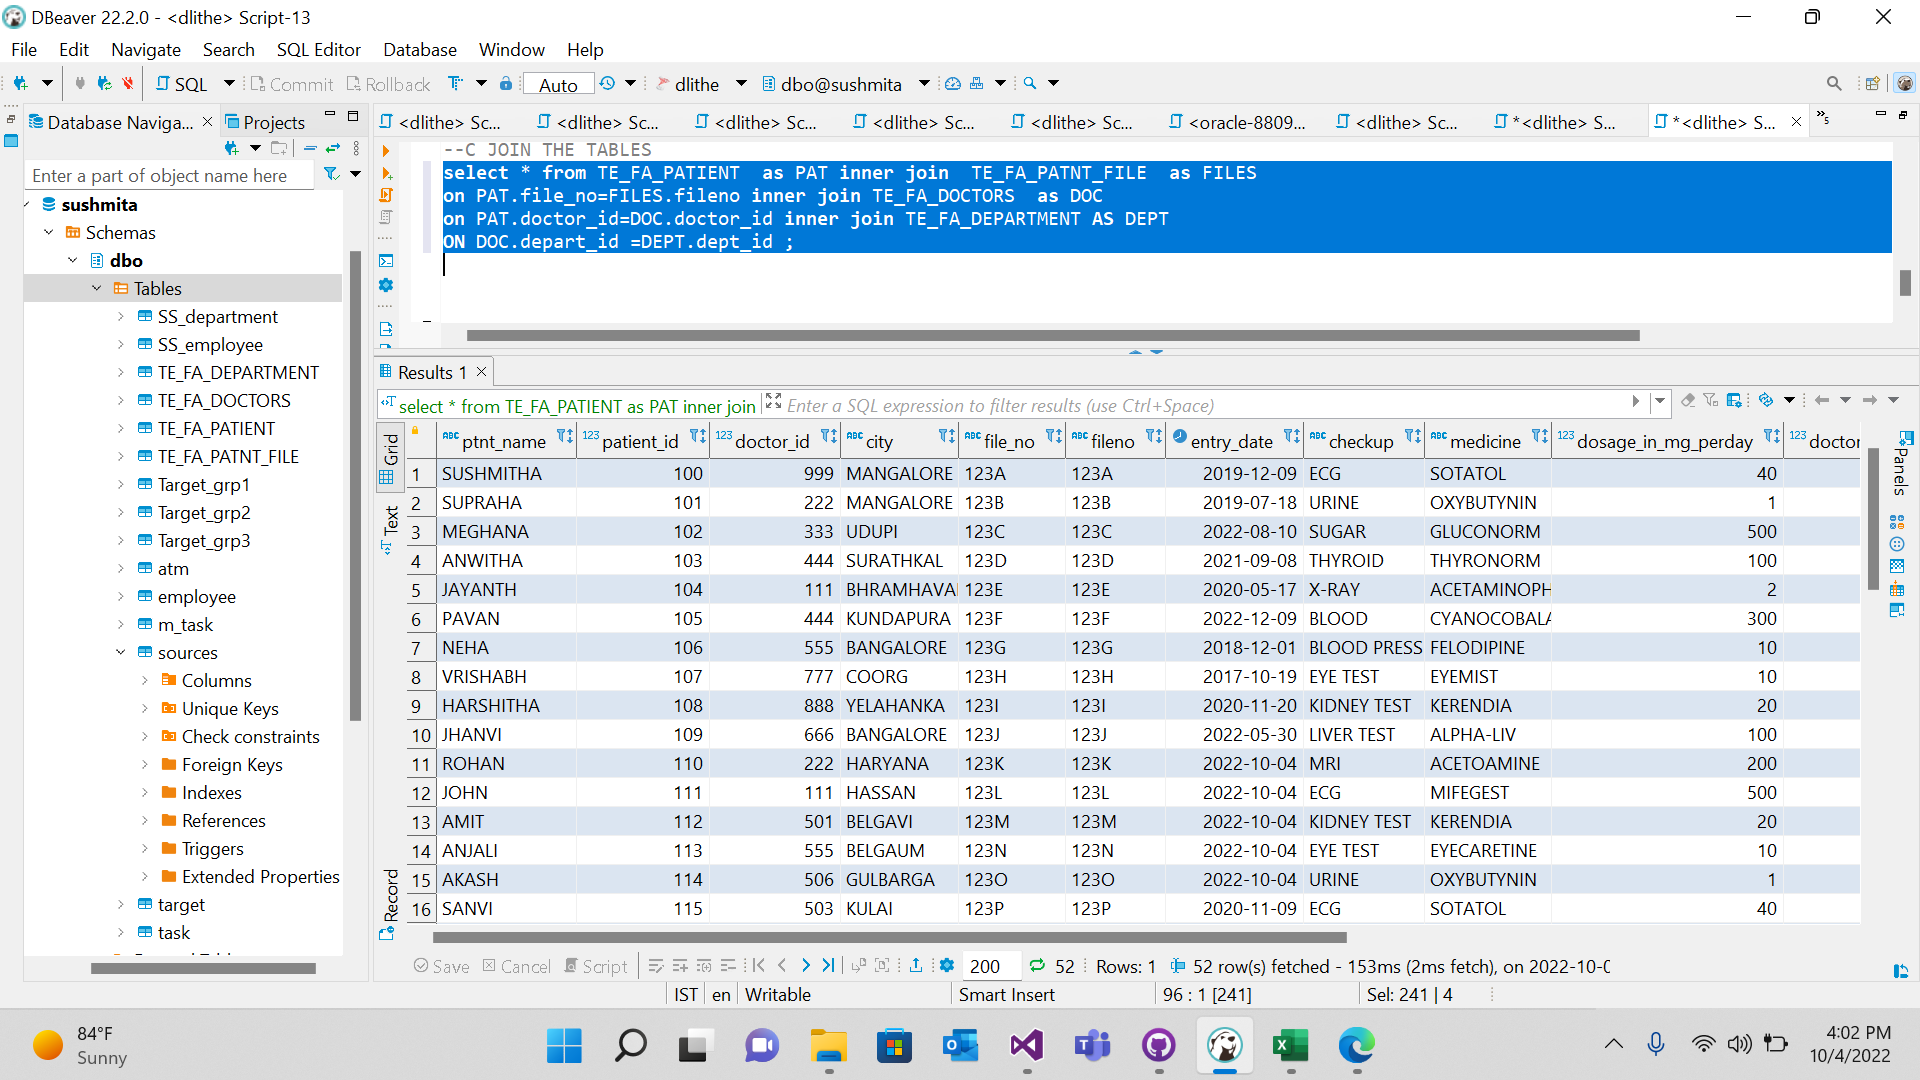 DBeaver 22.2.0 - <dlithe> Script-13
File Edit Navigate Search SQL Editor Database Window Help
SQL Commit Rollback Auto dlithe dbo@sushmita
Database Naviga... Projects
<dlithe> Sc... <dlithe> Sc... <dlithe> Sc... <dlithe> Sc... <dlithe> Sc... <oracle-8809... <dlithe> Sc... *<dlithe> S... *<dlithe> S... »5
Enter a part of object name here
sushmita
Schemas
dbo
Tables
SS_department
SS_employee
TE_FA_DEPARTMENT
TE_FA_DOCTORS
TE_FA_PATIENT
TE_FA_PATNT_FILE
Target_grp1
Target_grp2
Target_grp3
atm
employee
m_task
sources
Columns
Unique Keys
Check constraints
Foreign Keys
Indexes
References
Triggers
Extended Properties
target
task
--C JOIN THE TABLES
select * from TE_FA_PATIENT as PAT inner join TE_FA_PATNT_FILE as FILES
on PAT.file_no=FILES.fileno inner join TE_FA_DOCTORS as DOC
on PAT.doctor_id=DOC.doctor_id inner join TE_FA_DEPARTMENT AS DEPT
ON DOC.depart_id =DEPT.dept_id ;
Results 1
select * from TE_FA_PATIENT as PAT inner join Enter a SQL expression to filter results (use Ctrl+Space)
Grid
Text
Record
Panels
ABC ptnt_name 123 patient_id 123 doctor_id ABC city ABC file_no ABC fileno entry_date ABC checkup ABC medicine 123 dosage_in_mg_perday 123 doctor
1 SUSHMITHA 100 999 MANGALORE 123A 123A 2019-12-09 ECG SOTATOL 40
2 SUPRAHA 101 222 MANGALORE 123B 123B 2019-07-18 URINE OXYBUTYNIN 1
3 MEGHANA 102 333 UDUPI 123C 123C 2022-08-10 SUGAR GLUCONORM 500
4 ANWITHA 103 444 SURATHKAL 123D 123D 2021-09-08 THYROID THYRONORM 100
5 JAYANTH 104 111 BHRAMHAVA 123E 123E 2020-05-17 X-RAY ACETAMINOPH 2
6 PAVAN 105 444 KUNDAPURA 123F 123F 2022-12-09 BLOOD CYANOCOBALA 300
7 NEHA 106 555 BANGALORE 123G 123G 2018-12-01 BLOOD PRESS FELODIPINE 10
8 VRISHABH 107 777 COORG 123H 123H 2017-10-19 EYE TEST EYEMIST 10
9 HARSHITHA 108 888 YELAHANKA 123I 123I 2020-11-20 KIDNEY TEST KERENDIA 20
10 JHANVI 109 666 BANGALORE 123J 123J 2022-05-30 LIVER TEST ALPHA-LIV 100
11 ROHAN 110 222 HARYANA 123K 123K 2022-10-04 MRI ACETOAMINE 200
12 JOHN 111 111 HASSAN 123L 123L 2022-10-04 ECG MIFEGEST 500
13 AMIT 112 501 BELGAVI 123M 123M 2022-10-04 KIDNEY TEST KERENDIA 20
14 ANJALI 113 555 BELGAUM 123N 123N 2022-10-04 EYE TEST EYECARETINE 10
15 AKASH 114 506 GULBARGA 123O 123O 2022-10-04 URINE OXYBUTYNIN 1
16 SANVI 115 503 KULAI 123P 123P 2020-11-09 ECG SOTATOL 40
Save Cancel Script 200 52 Rows: 1 52 row(s) fetched - 153ms (2ms fetch), on 2022-10-0
IST en Writable Smart Insert 96 : 1 [241] Sel: 241 | 4
84°F
Sunny
4:02 PM
10/4/2022